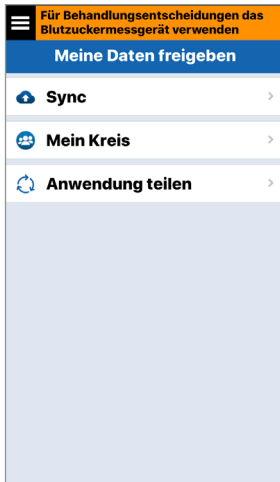 Für Behandlungsentscheidungen das
Blutzuckermessgerät verwenden
Meine Daten freigeben
Sync
Mein Kreis
Anwendung teilen